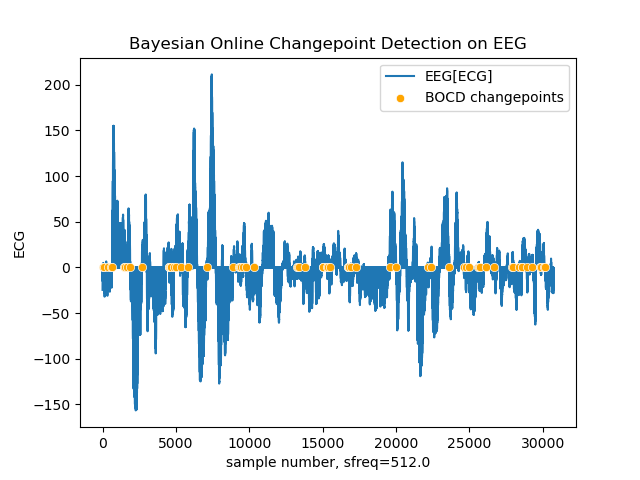 Bayesian Online Changepoint Detection on EEG
EEG[ECG]
BOCD changepoints
200
150
100
50
0
−50
−100
−150
ECG
0 5000 10000 15000 20000 25000 30000
sample number, sfreq=512.0